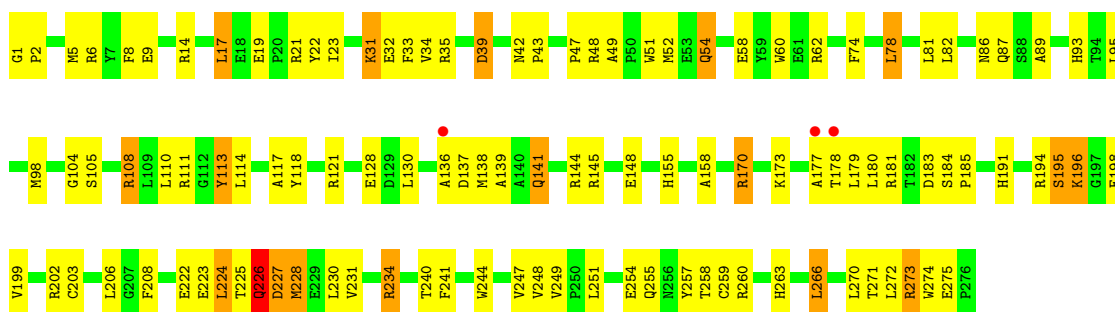 G1 P2 M5 R6 Y7 F8 E9 R14 L17 E18 E19 P20 R21 Y22 I23 K31 E32 F33 V34 R35 D39 N42 P43 P47 R48 A49 P50 W51 M52 E53 Q54 E58 Y59 W60 E61 R62 F74 L78 L81 L82 N86 Q87 S88 A89 H93 T94 L95
M98 G104 S105 R108 L109 L110 R111 G112 Y113 L114 A117 Y118 R121 E128 D129 L130 A136 D137 M138 A139 A140 Q141 R144 R145 E148 H155 A158 R170 K173 A177 T178 L179 L180 R181 T182 D183 S184 P185 H191 R194 S195 K196 G197
V199 R202 C203 L206 G207 F208 E222 E223 L224 T225 Q226 D227 M228 E229 L230 V231 R234 T240 F241 W244 V247 V248 V249 P250 L251 E254 Q255 N256 Y257 T258 C259 R260 H263 L266 L270 T271 L272 R273 W274 E275 P276